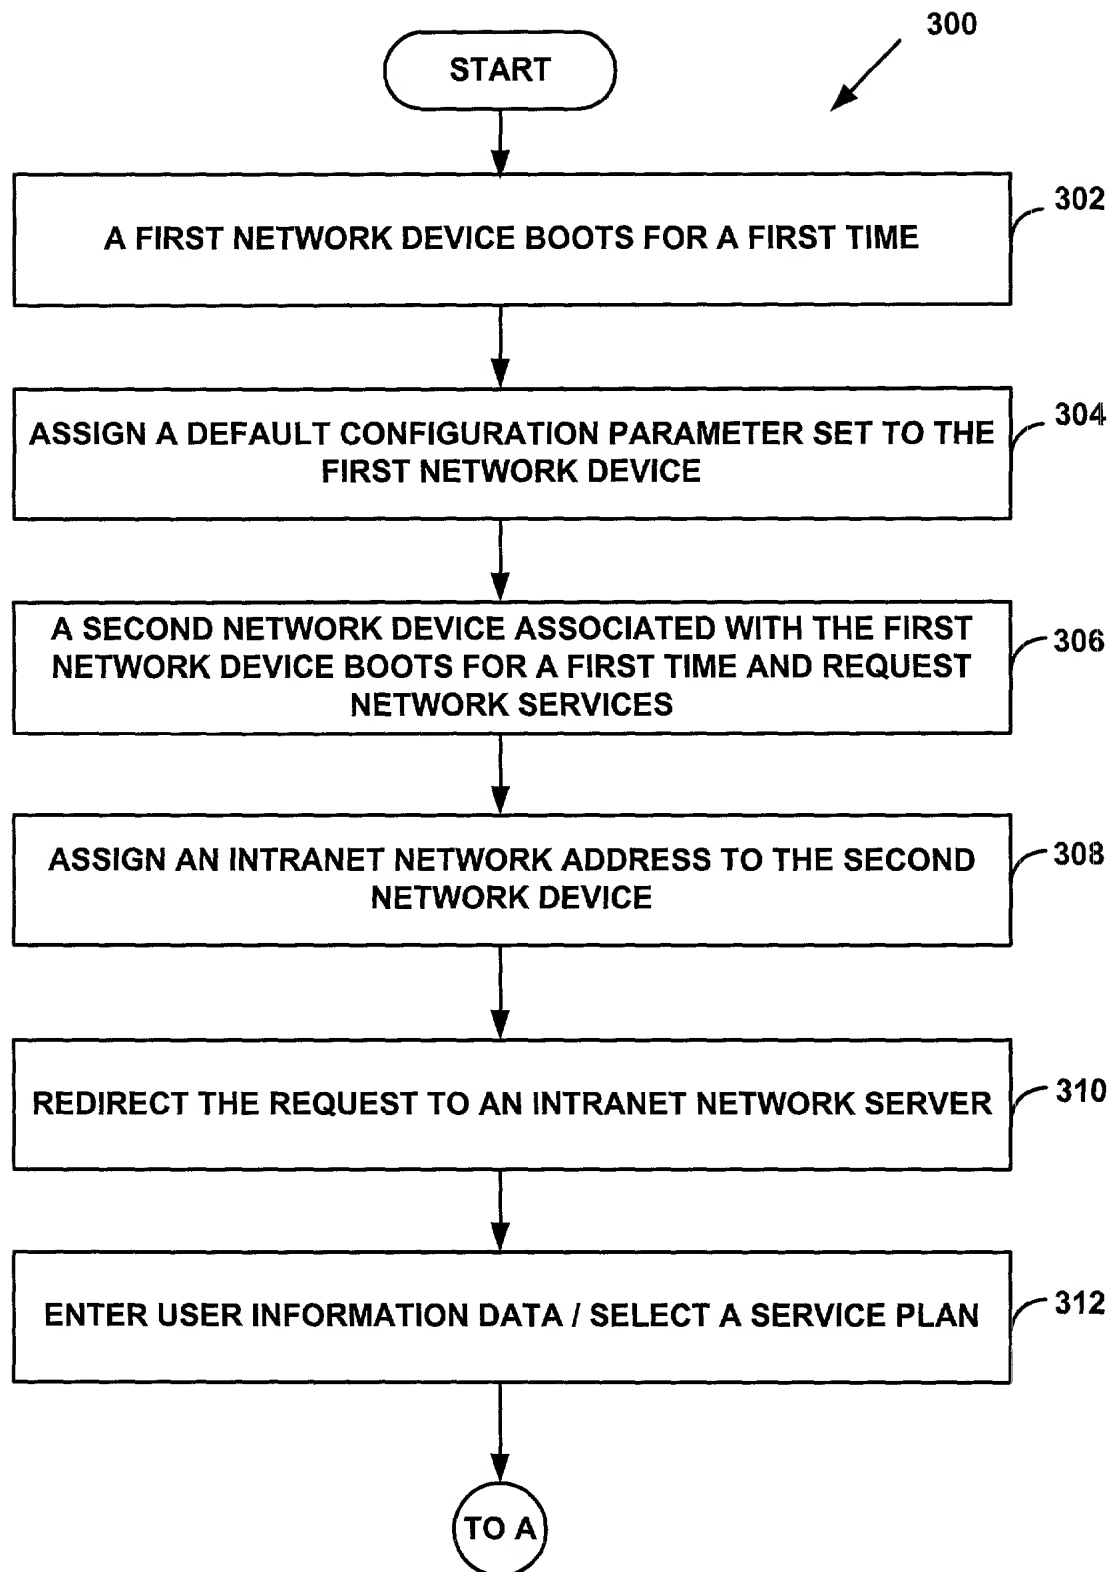 300
START
302
A FIRST NETWORK DEVICE BOOTS FOR A FIRST TIME
304
ASSIGN A DEFAULT CONFIGURATION PARAMETER SET TO THE
FIRST NETWORK DEVICE
306
A SECOND NETWORK DEVICE ASSOCIATED WITH THE FIRST
NETWORK DEVICE BOOTS FOR A FIRST TIME AND REQUEST
NETWORK SERVICES
308
ASSIGN AN INTRANET NETWORK ADDRESS TO THE SECOND
NETWORK DEVICE
310
REDIRECT THE REQUEST TO AN INTRANET NETWORK SERVER
312
ENTER USER INFORMATION DATA / SELECT A SERVICE PLAN
TO A